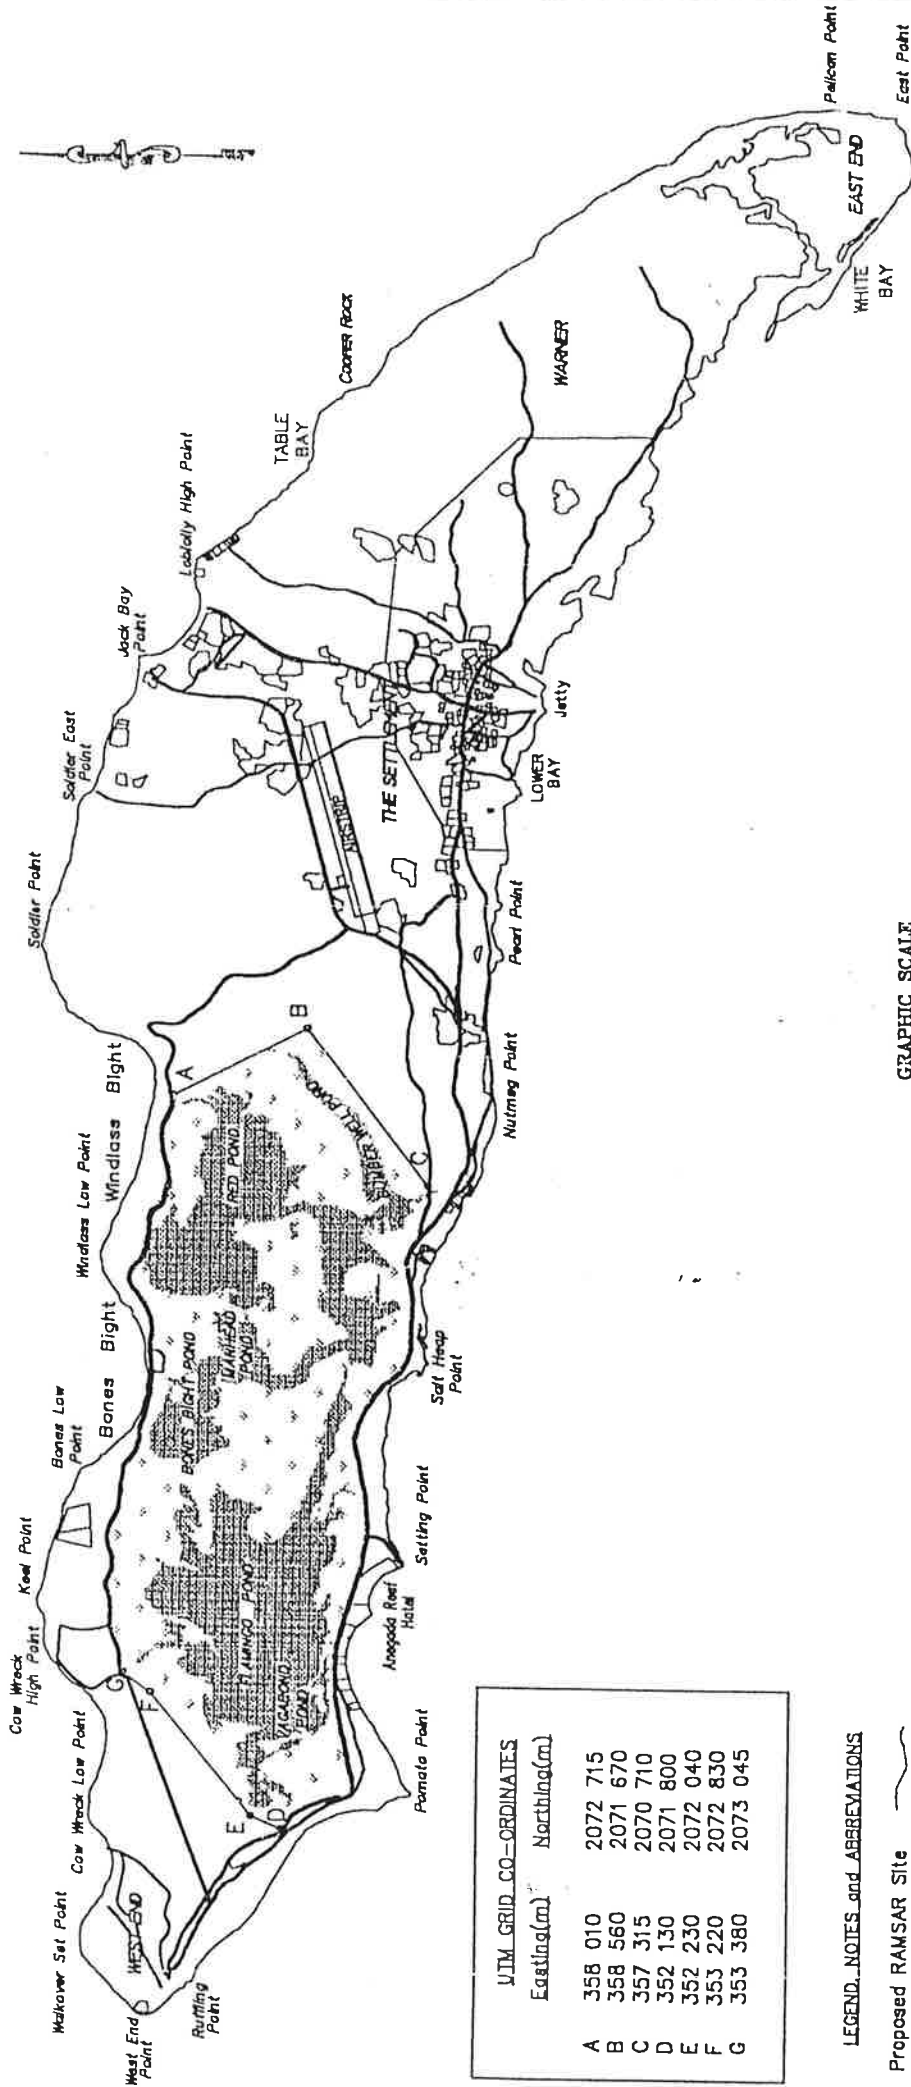 Pelican Point
East Point
EAST END
WHITE
BAY
COOPER ROCK
WARNER
TABLE
BAY
Loblolly High Point
Jack Bay
Point
Soldier East
Point
Soldier Point
THE SETTLEMENT
AIRSTRIP
Jetty
LOWER
BAY
Pearl Point
Nutmeg Point
Windlass Bight
Windlass Low Point
A
B
C
RED POND
BUMBER WELL POND
Bones Bight
Bones Low
Point
BONES BIGHT POND
MANHEAD
POND
Salt Heap
Point
Setting Point
Anegada Reef
Hotel
Keel Point
Cow Wreck
High Point
G
F
FLAMINGO POND
VAGABOND
POND
E
D
Pomato Point
Cow Wreck Low Point
Walkover Set Point
WEST END
West End
Point
Ruffling
Point
GRAPHIC SCALE
UTM GRID CO-ORDINATES
Easting(m) Northing(m)
A 358 010 2072 715
B 358 560 2071 670
C 357 315 2070 710
D 352 130 2071 800
E 352 230 2072 040
F 353 220 2072 830
G 353 380 2073 045
LEGEND, NOTES and ABBREVIATIONS
Proposed RAMSAR Site